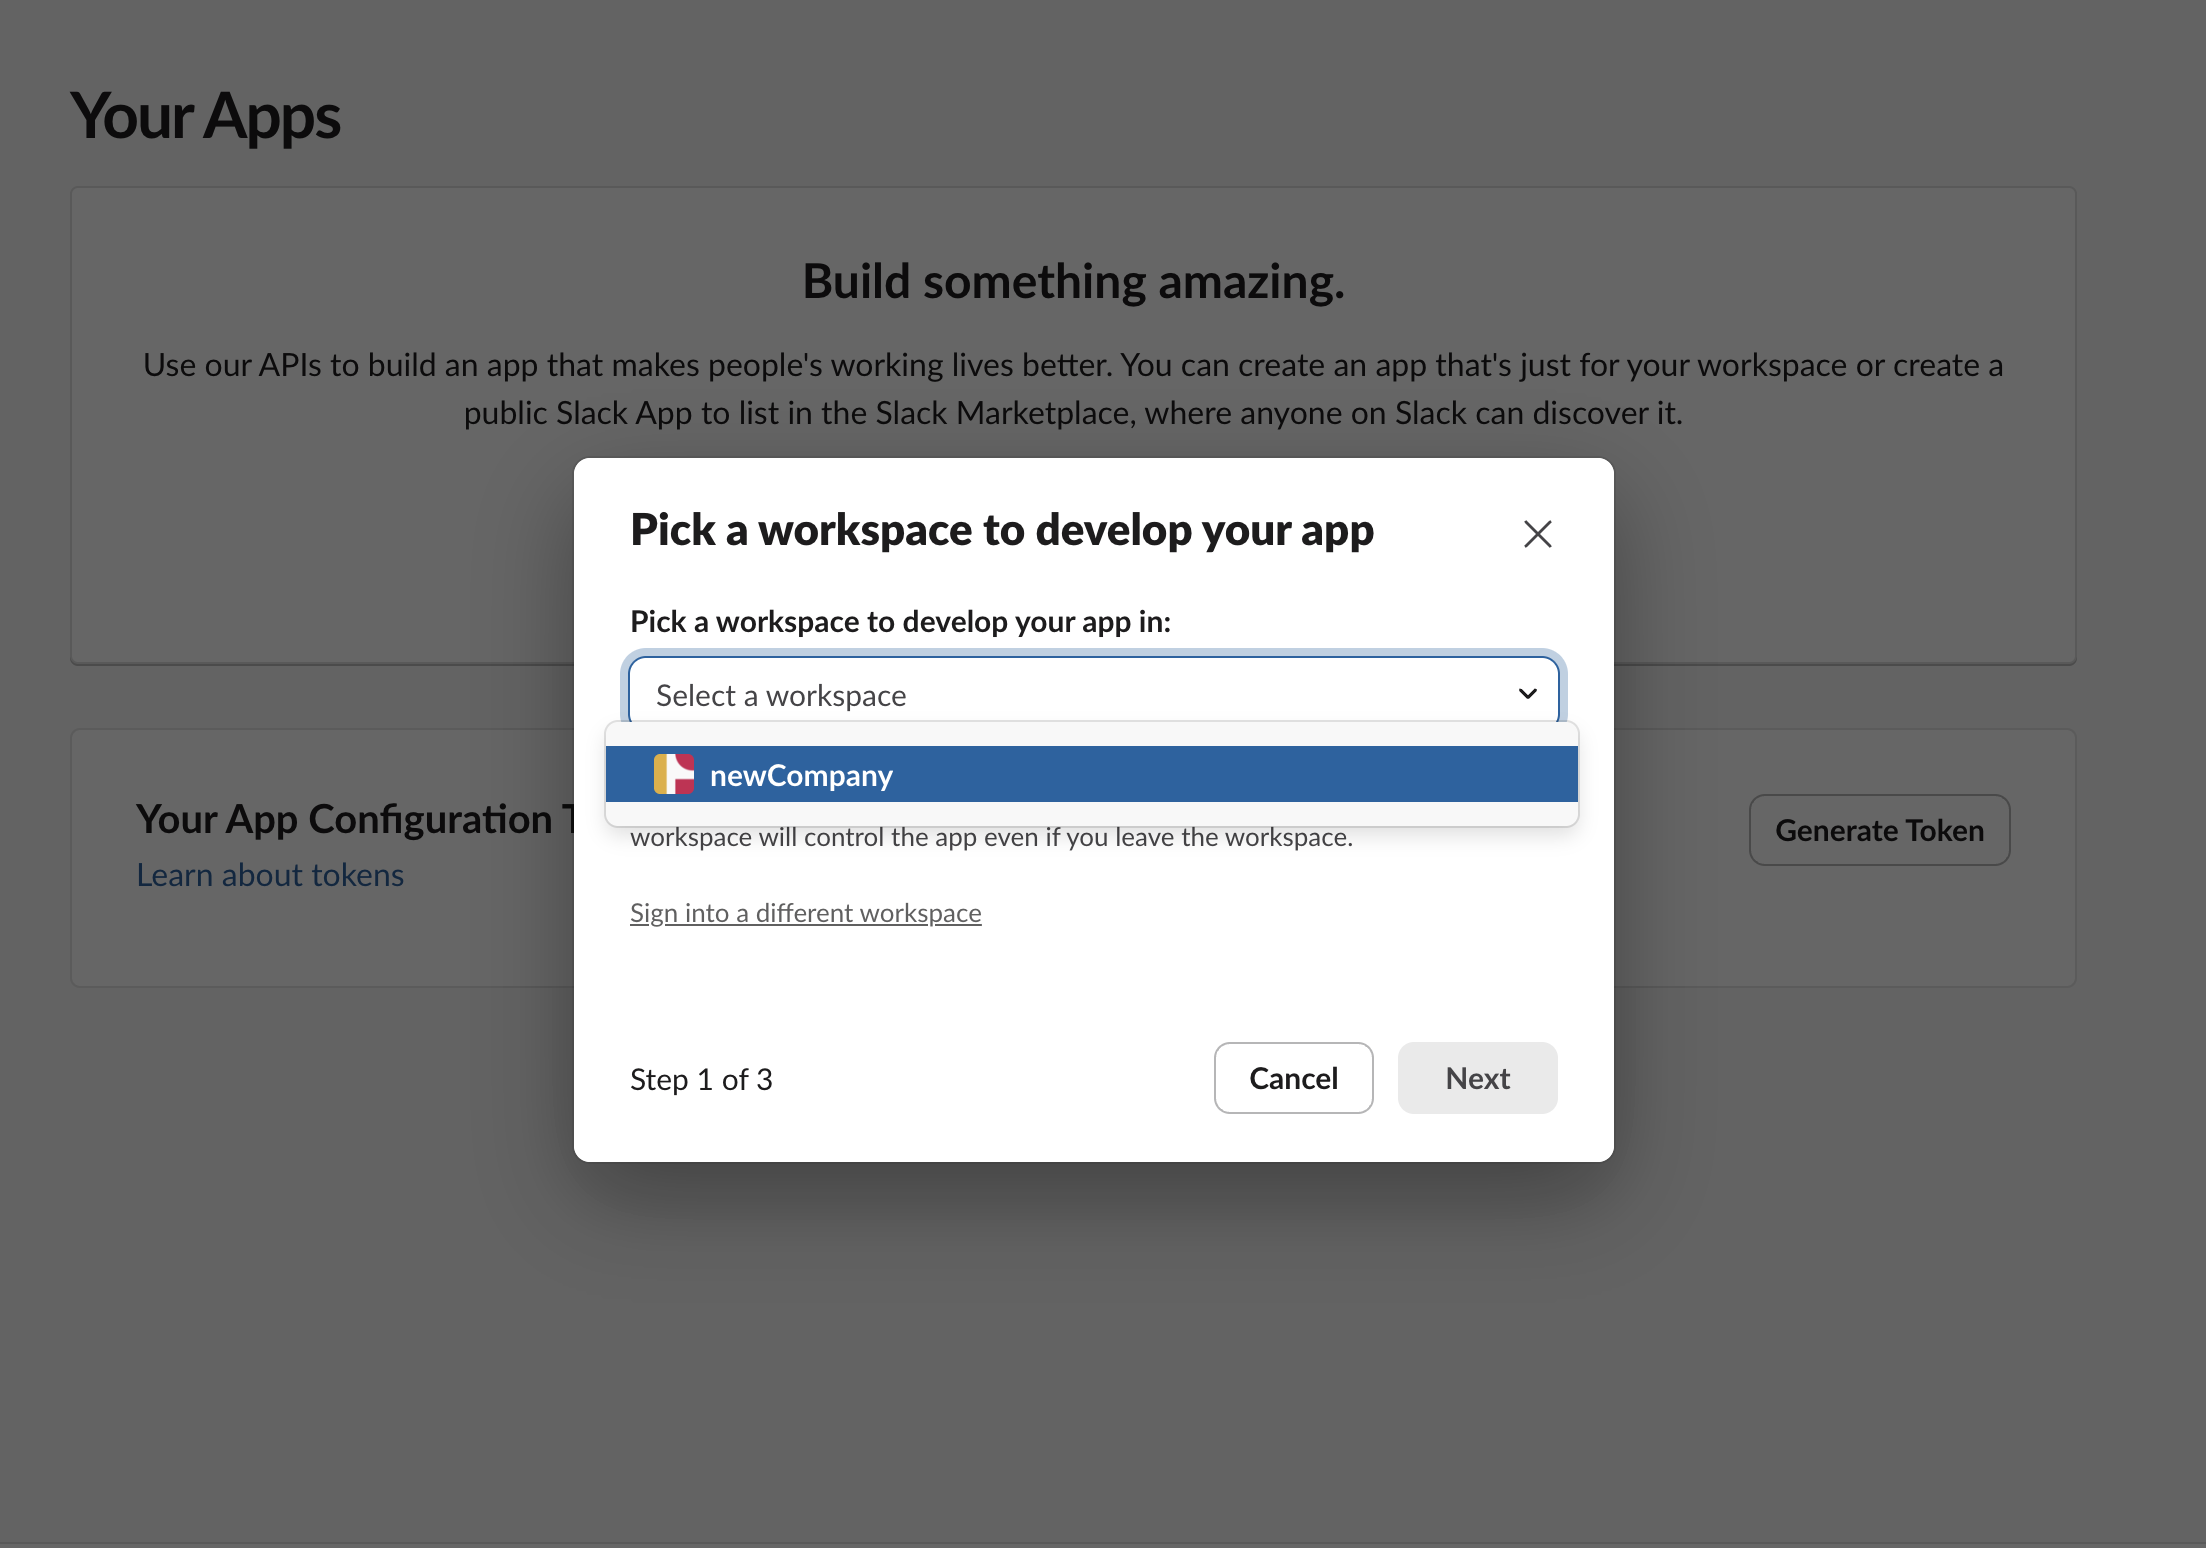 Your Apps
Build something amazing.
Use our APIs to build an app that makes people's working lives better. You can create an app that's just for your workspace or create a
public Slack App to list in the Slack Marketplace, where anyone on Slack can discover it.
Pick a workspace to develop your app
Pick a workspace to develop your app in:
Select a workspace
newCompany
workspace will control the app even if you leave the workspace.
Sign into a different workspace
Step 1 of 3
Cancel
Next
Your App Configuration
Learn about tokens
Generate Token